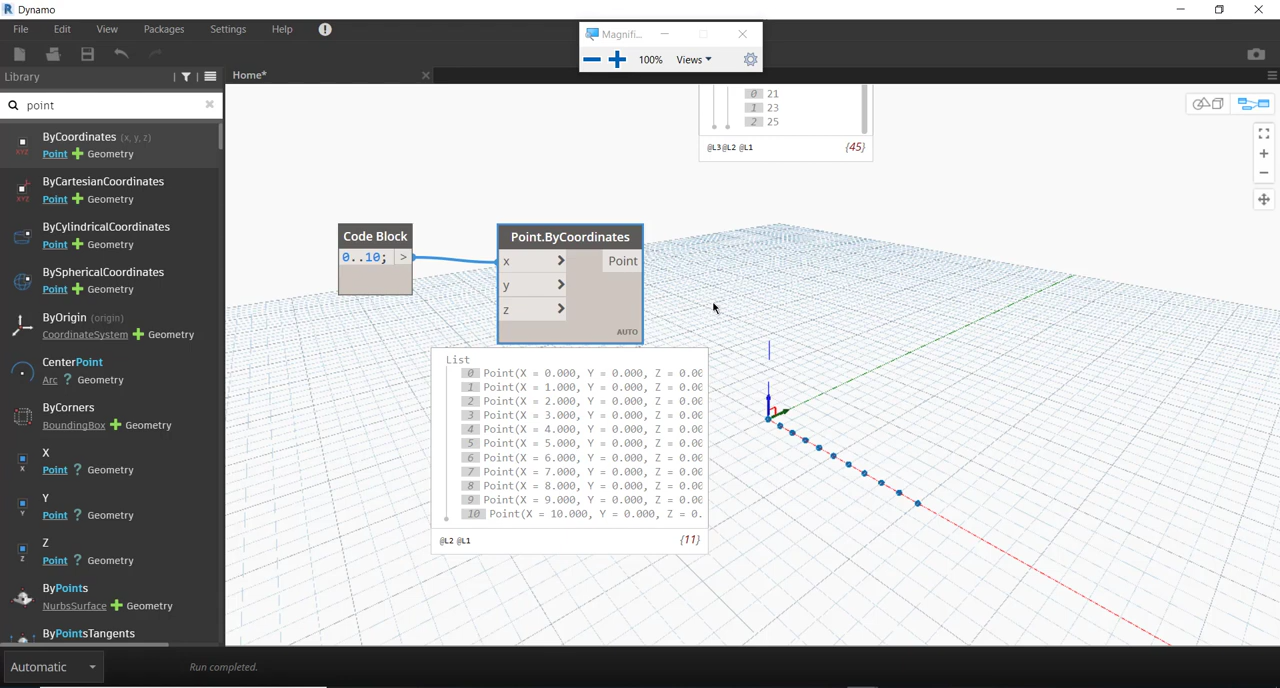 Dynamo
File Edit View Packages Settings Help
Magnifi...
100% Views
Library
Home*
point
ByCoordinates (x, y, z)
Point Geometry
ByCartesianCoordinates
Point Geometry
ByCylindricalCoordinates
Point Geometry
BySphericalCoordinates
Point Geometry
ByOrigin (origin)
CoordinateSystem Geometry
CenterPoint
Arc ? Geometry
ByCorners
BoundingBox Geometry
X
Point ? Geometry
Y
Point ? Geometry
Z
Point ? Geometry
ByPoints
NurbsSurface Geometry
ByPointsTangents
0 21
1 23
2 25
@L3 @L2 @L1 {45}
Code Block
0..10; >
Point.ByCoordinates
x > Point
y >
z >
AUTO
List
0 Point(X = 0.000, Y = 0.000, Z = 0.00
1 Point(X = 1.000, Y = 0.000, Z = 0.00
2 Point(X = 2.000, Y = 0.000, Z = 0.00
3 Point(X = 3.000, Y = 0.000, Z = 0.00
4 Point(X = 4.000, Y = 0.000, Z = 0.00
5 Point(X = 5.000, Y = 0.000, Z = 0.00
6 Point(X = 6.000, Y = 0.000, Z = 0.00
7 Point(X = 7.000, Y = 0.000, Z = 0.00
8 Point(X = 8.000, Y = 0.000, Z = 0.00
9 Point(X = 9.000, Y = 0.000, Z = 0.00
10 Point(X = 10.000, Y = 0.000, Z = 0.
@L2 @L1 {11}
Automatic
Run completed.